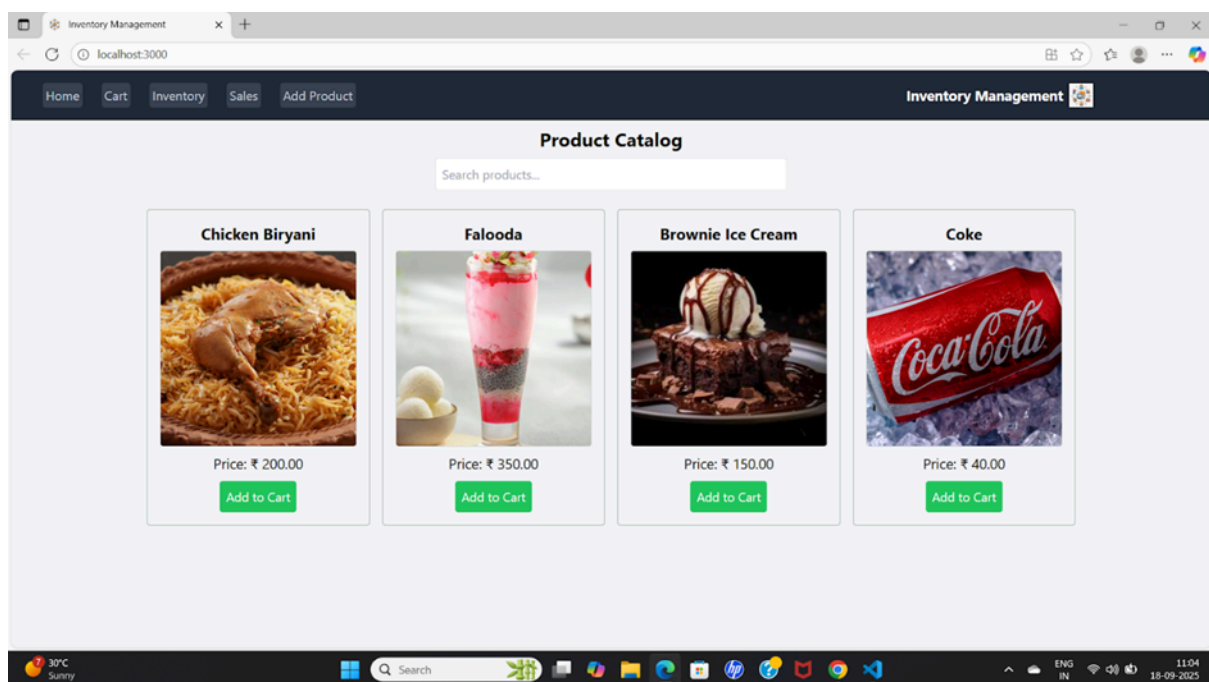 Inventory Management
localhost:3000
Home Cart Inventory Sales Add Product Inventory Management
Product Catalog
Search products...
Chicken Biryani Falooda Brownie Ice Cream Coke
Coca-Cola
Price: ₹ 200.00 Price: ₹ 350.00 Price: ₹ 150.00 Price: ₹ 40.00
Add to Cart Add to Cart Add to Cart Add to Cart
7 30°C Search hp ? ENG 11:04
Sunny IN 18-09-2025